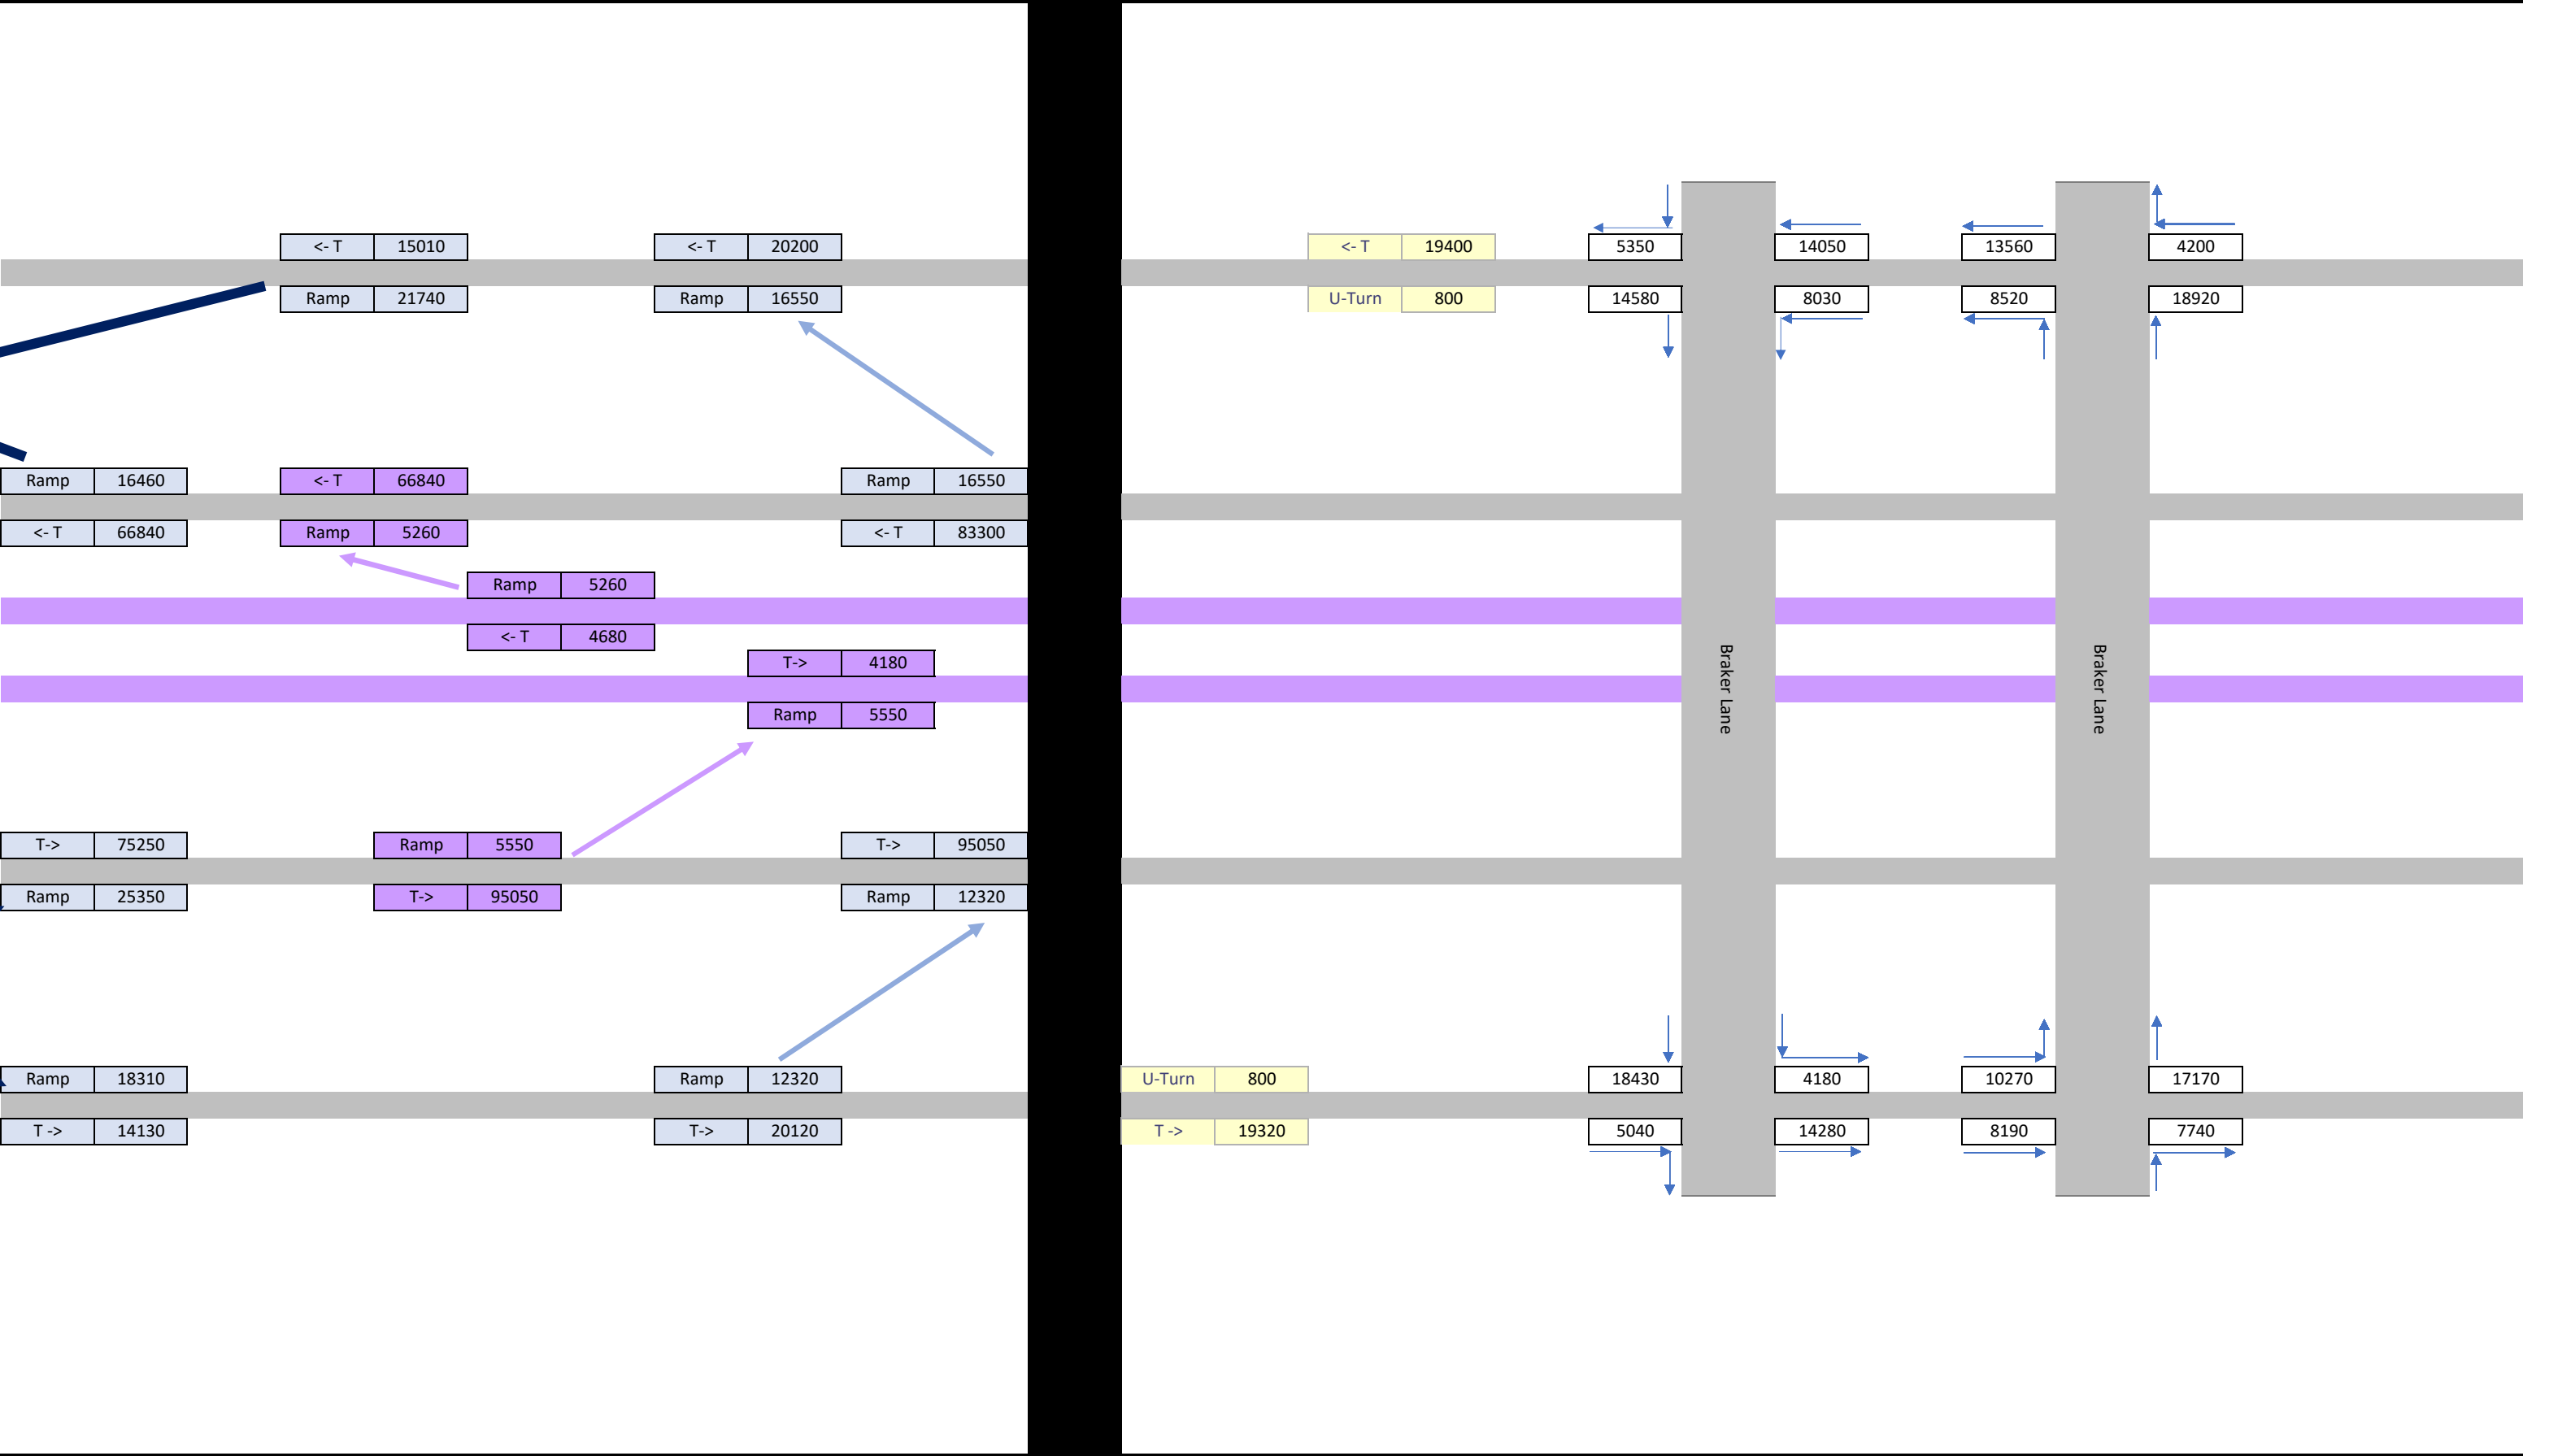 <- T 15010 <- T 20200 <- T 19400 5350 14050 13560 4200
Ramp 21740 Ramp 16550 U-Turn 800 14580 8030 8520 18920
Ramp 16460 <- T 66840 Ramp 16550
<- T 66840 Ramp 5260 <- T 83300
Ramp 5260
<- T 4680
T-> 4180
Ramp 5550
Braker Lane
Braker Lane
T-> 75250 Ramp 5550 T-> 95050
Ramp 25350 T-> 95050 Ramp 12320
Ramp 18310 Ramp 12320 U-Turn 800 18430 4180 10270 17170
T -> 14130 T-> 20120 T -> 19320 5040 14280 8190 7740